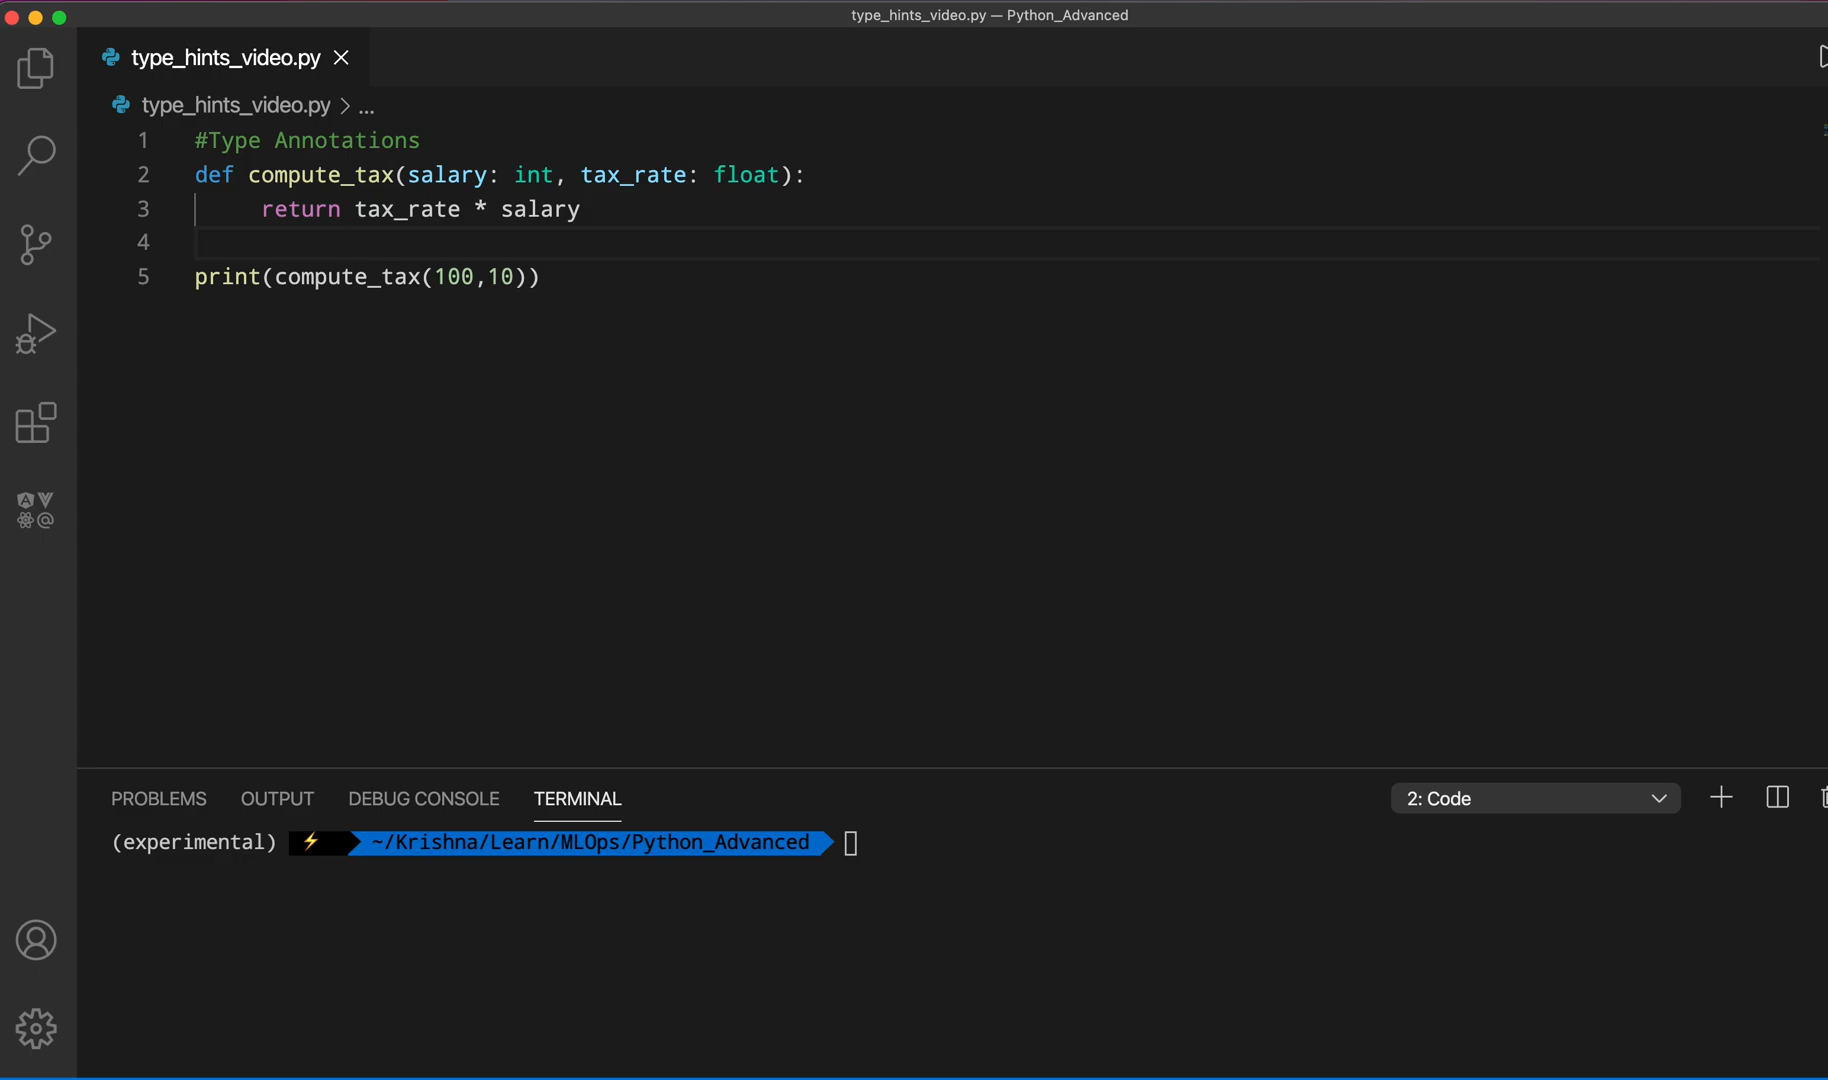 type_hints_video.py — Python_Advanced
type_hints_video.py
type_hints_video.py > ...
1 #Type Annotations
2 def compute_tax(salary: int, tax_rate: float):
3 return tax_rate * salary
4
5 print(compute_tax(100,10))
PROBLEMS OUTPUT DEBUG CONSOLE TERMINAL 2: Code
(experimental) ⚡ ~/Krishna/Learn/MLOps/Python_Advanced